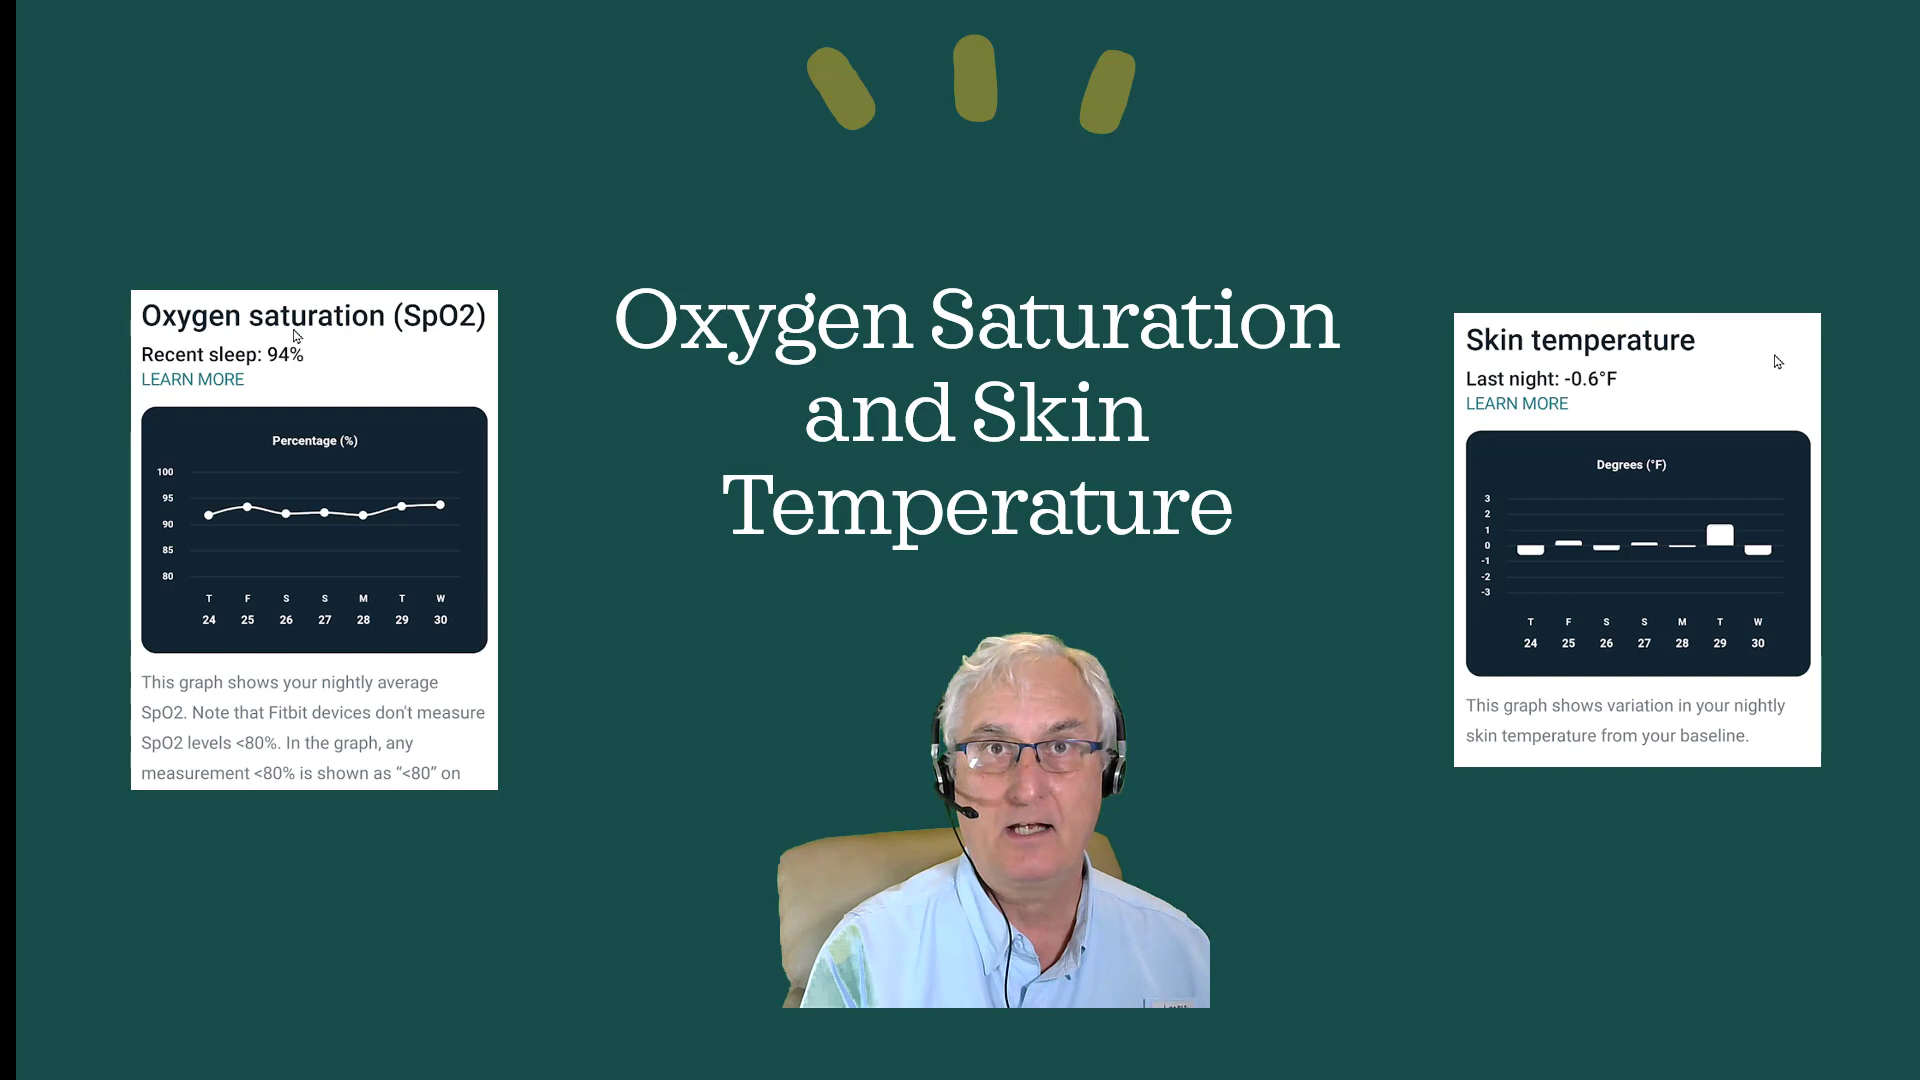 Oxygen Saturation
and Skin
Temperature
Oxygen saturation (SpO2)
Recent sleep: 94%
LEARN MORE
Percentage (%)
100
95
90
85
80
T F S S M T W
24 25 26 27 28 29 30
This graph shows your nightly average
SpO2. Note that Fitbit devices don't measure
SpO2 levels <80%. In the graph, any
measurement <80% is shown as “<80” on
Skin temperature
Last night: -0.6°F
LEARN MORE
Degrees (°F)
3
2
1
0
-1
-2
-3
T F S S M T W
24 25 26 27 28 29 30
This graph shows variation in your nightly
skin temperature from your baseline.